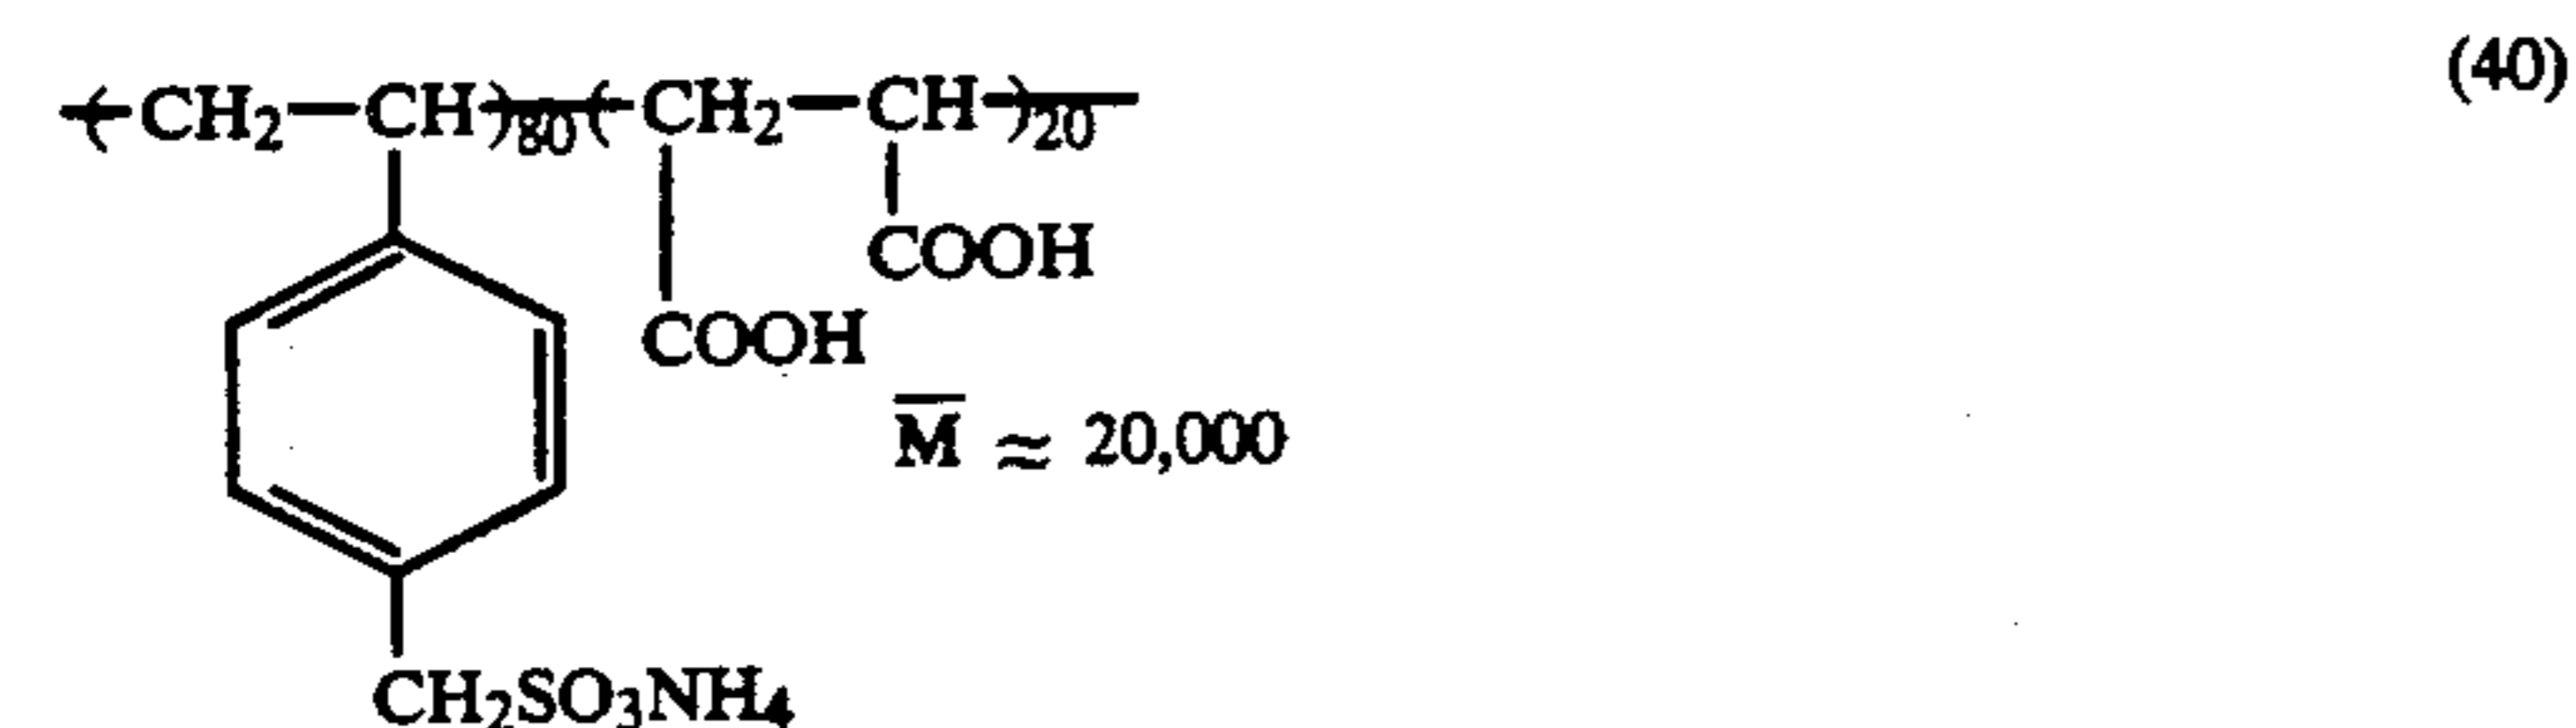 (CH₂—CH)₈₀(CH₂—CH)₂₀ (40)
COOH
COOH
M̅ ≈ 20,000
CH₂SO₃NH₄